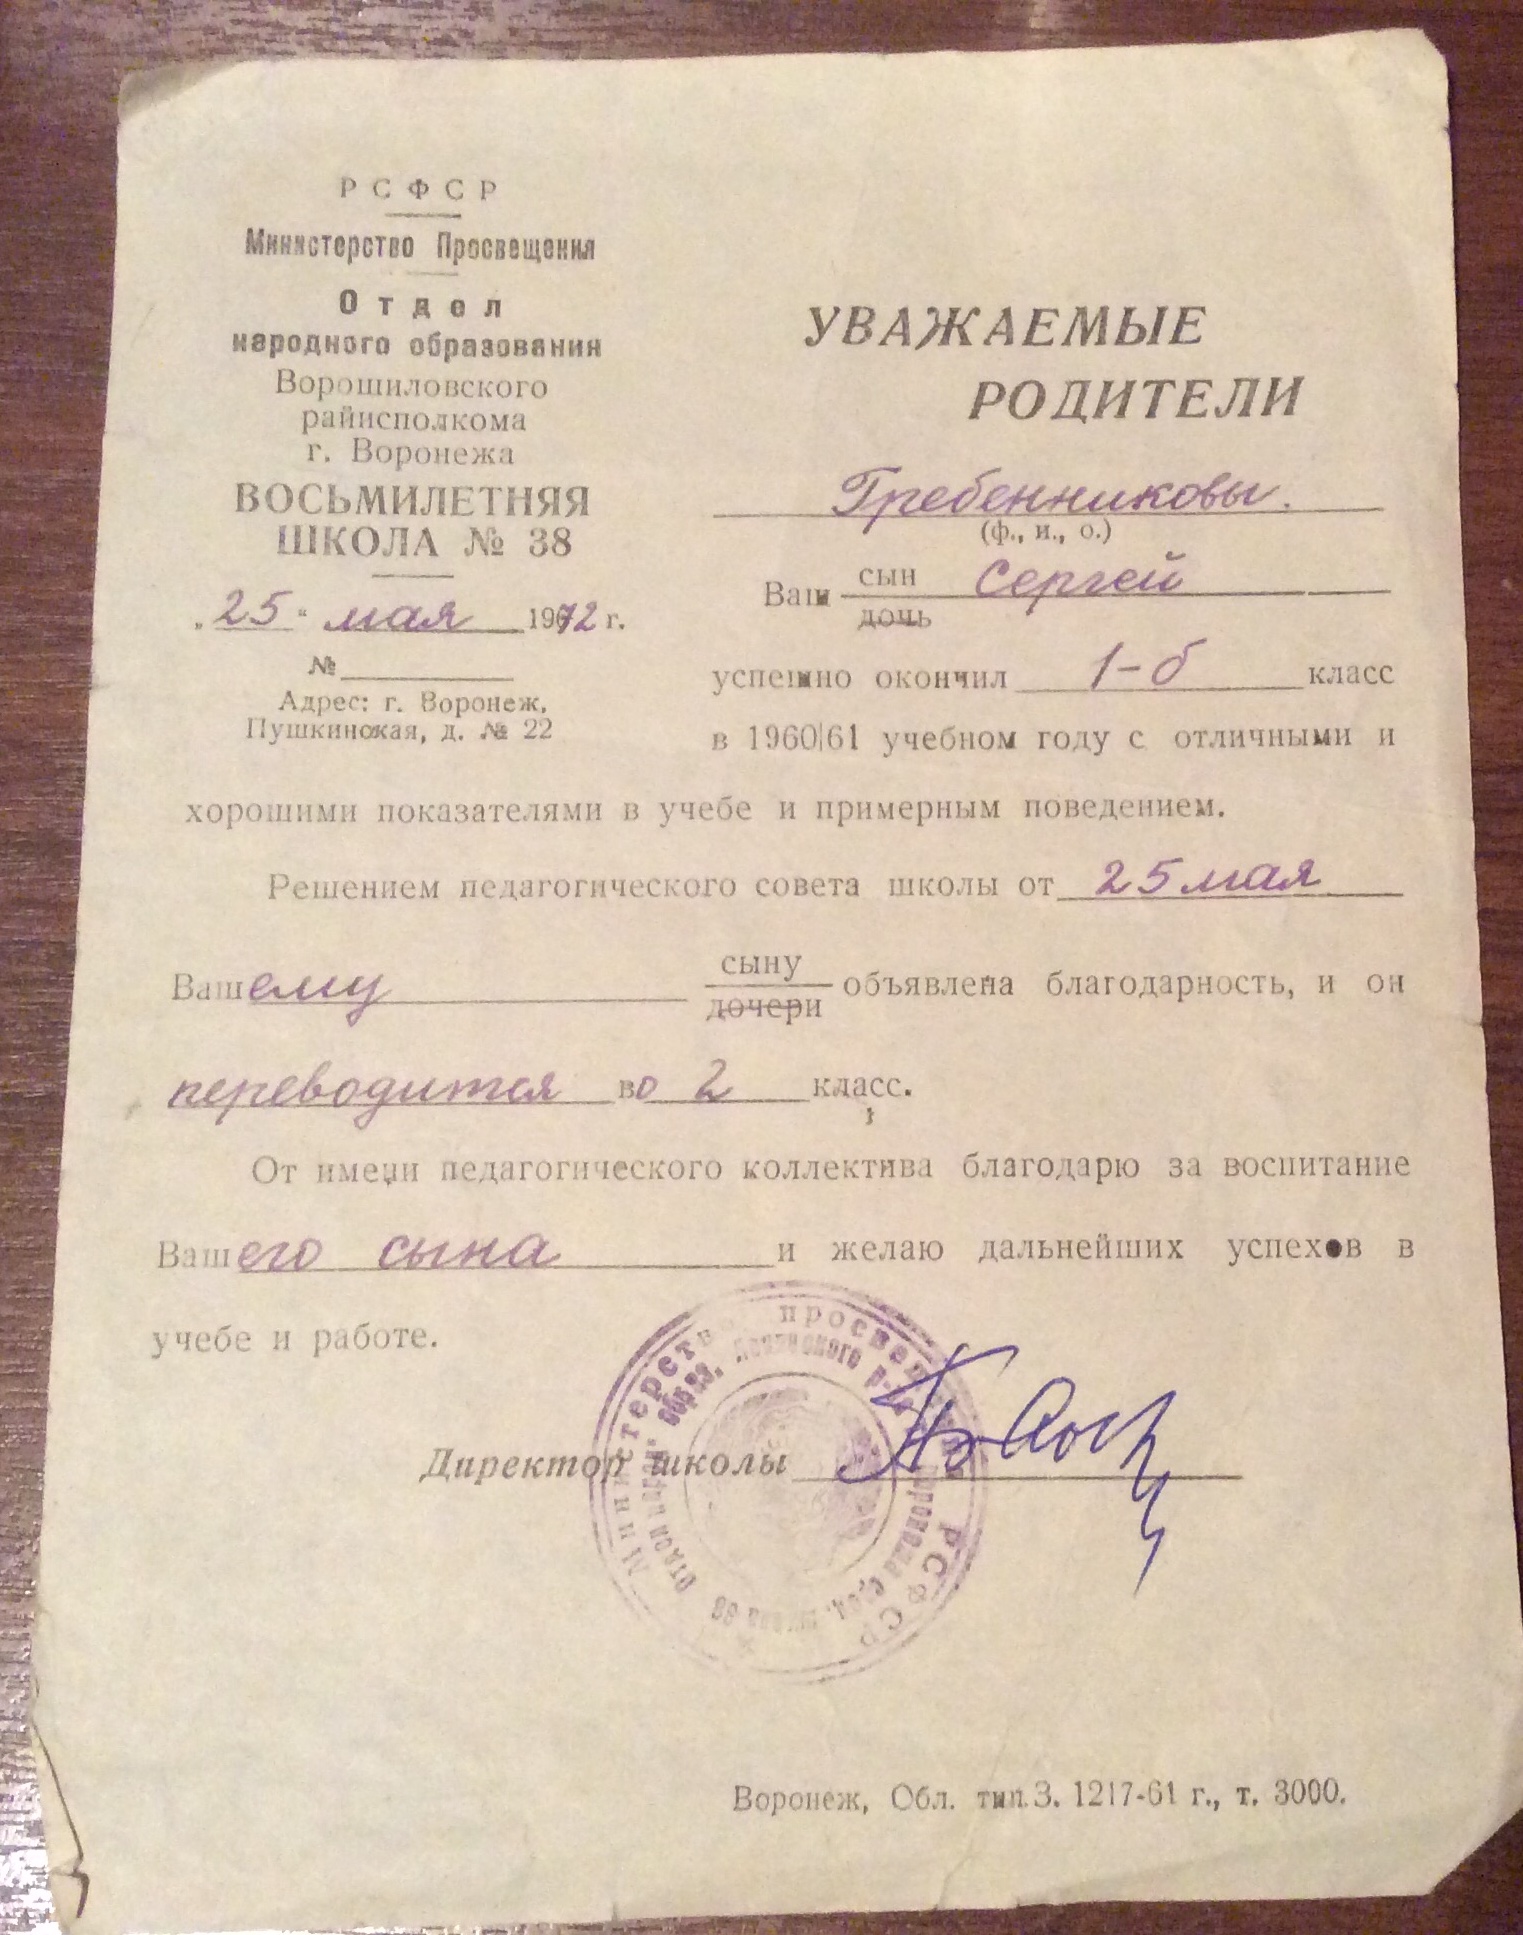 РСФСР
Министерство Просвещения
Отдел
народного образования
Ворошиловского
райисполкома
г. Воронежа
ВОСЬМИЛЕТНЯЯ
ШКОЛА № 38
„25“ мая 1972 г.
№
Адрес: г. Воронеж,
Пушкинская, д. № 22
УВАЖАЕМЫЕ
РОДИТЕЛИ
Гребенниковы.
(ф., и., о.)
Ваш сын Сергей
дочь
успешно окончил 1-б класс
в 1960|61 учебном году с отличными и
хорошими показателями в учебе и примерным поведением.
Решением педагогического совета школы от 25 мая
Вашему сыну объявлена благодарность, и он
дочери
переводится во 2 класс.
От имени педагогического коллектива благодарю за воспитание
Вашего сына и желаю дальнейших успехов в
учебе и работе.
Министерство просвещения РСФСР
Директор школы
Воронеж, Обл. тип. З. 1217-61 г., т. 3000.